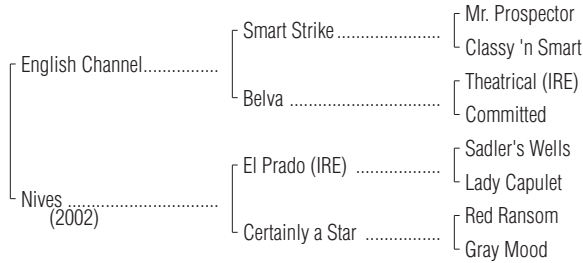 Mr. Prospector
Smart Strike
Classy 'n Smart
English Channel
Theatrical (IRE)
Belva
Committed
Sadler's Wells
El Prado (IRE)
Lady Capulet
Nives
(2002)
Red Ransom
Certainly a Star
Gray Mood